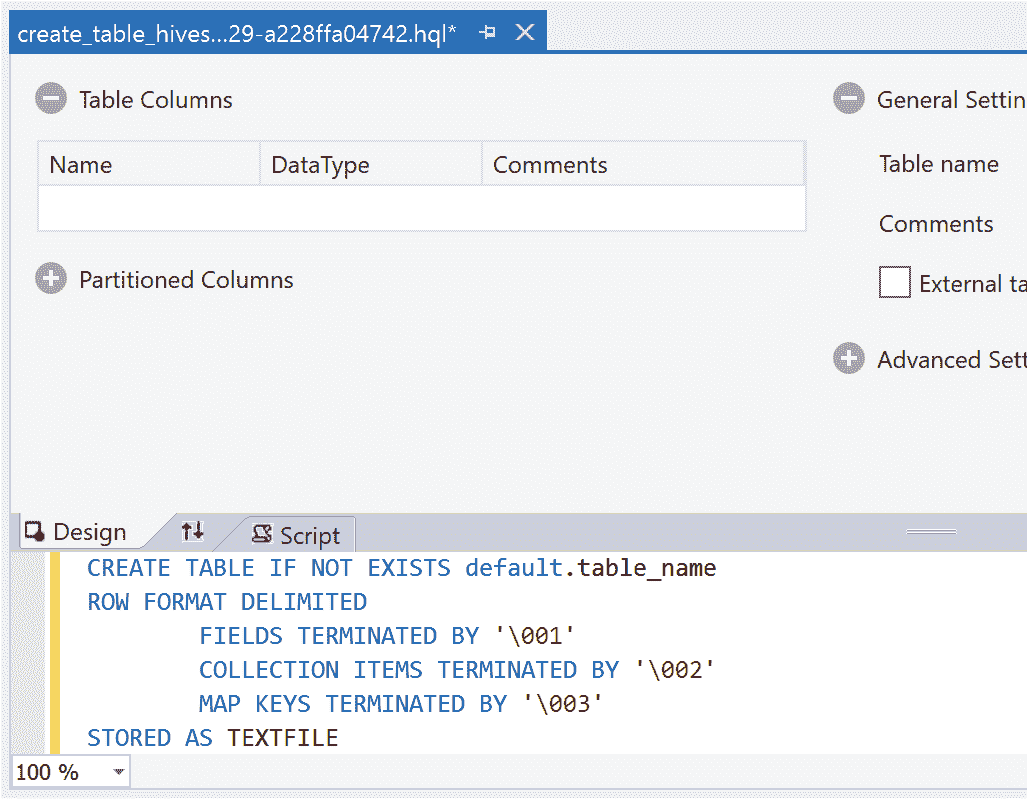 create_table_hives...29-a228ffa04742.hql*
Table Columns
Name DataType Comments
Partitioned Columns
General Settin
Table name
Comments
External ta
Advanced Sett
Design Script
CREATE TABLE IF NOT EXISTS default.table_name
ROW FORMAT DELIMITED
FIELDS TERMINATED BY '\001'
COLLECTION ITEMS TERMINATED BY '\002'
MAP KEYS TERMINATED BY '\003'
STORED AS TEXTFILE
100 %